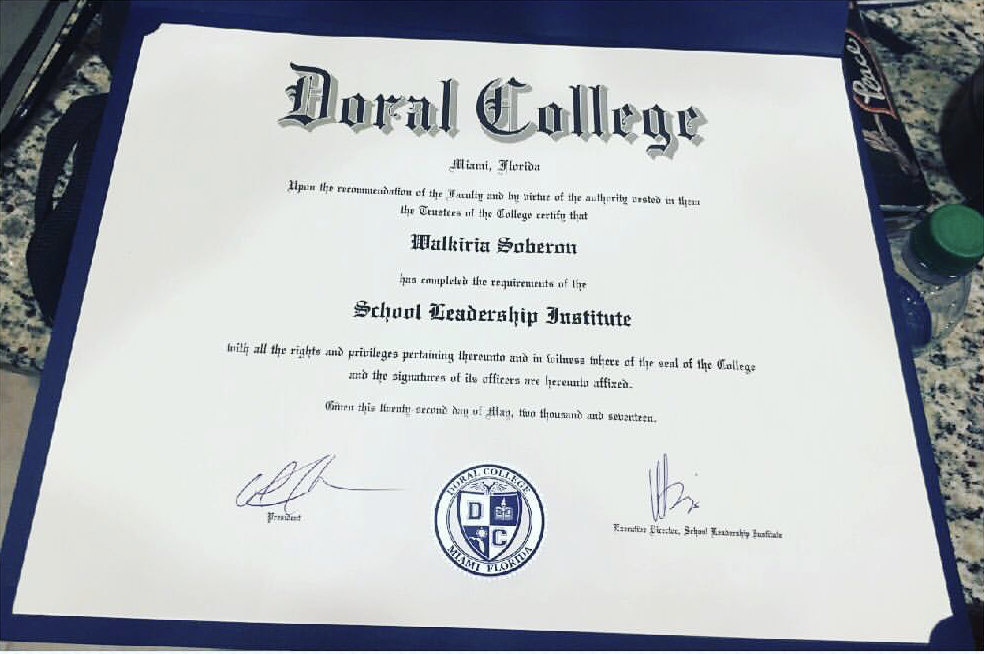 Doral College
Miami, Florida
Upon the recommendation of the Faculty and by virtue of the authority vested in them
the Trustees of the College certify that
Walkiria Soberon
has completed the requirements of the
School Leadership Institute
with all the rights and privileges pertaining thereunto and in witness where of the seal of the College
and the signatures of its officers are hereunto affixed.
Given this twenty-second day of May, two thousand and seventeen.
President
DORAL COLLEGE
D
C
MIAMI FLORIDA
Executive Director, School Leadership Institute
Peace